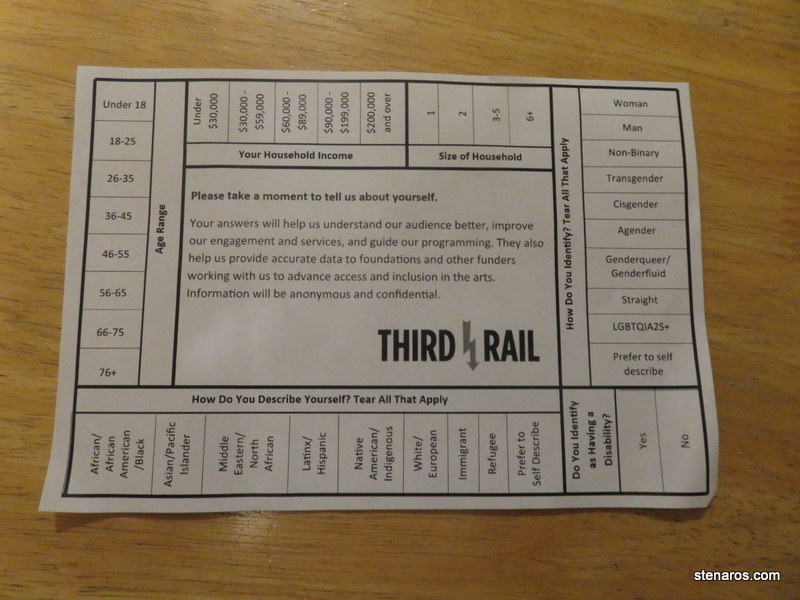 Under 18
18-25
26-35
36-45
46-55
56-65
66-75
76+
Age Range
Under
$30,000
$30,000 -
$59,000
$60,000 -
$89,000
$90,000 -
$199,000
$200,000
and over
Your Household Income
1
2
3-5
6+
Size of Household
Please take a moment to tell us about yourself.
Your answers will help us understand our audience better, improve
our engagement and services, and guide our programming. They also
help us provide accurate data to foundations and other funders
working with us to advance access and inclusion in the arts.
Information will be anonymous and confidential.
THIRD RAIL
How Do You Identify? Tear All That Apply
Woman
Man
Non-Binary
Transgender
Cisgender
Agender
Genderqueer/
Genderfluid
Straight
LGBTQIA2S+
Prefer to self
describe
How Do You Describe Yourself? Tear All That Apply
African/
African
American
/Black
Asian/Pacific
Islander
Middle
Eastern/
North
African
Latinx/
Hispanic
Native
American/
Indigenous
White/
European
Immigrant
Refugee
Prefer to
Self Describe
Do You Identify
as Having a
Disability?
Yes
No
stenaros.com